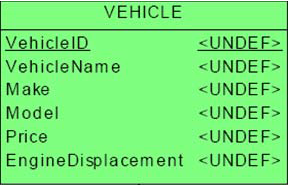 VEHICLE
VehicleID <UNDEF>
VehicleName <UNDEF>
Make <UNDEF>
Model <UNDEF>
Price <UNDEF>
EngineDisplacement <UNDEF>